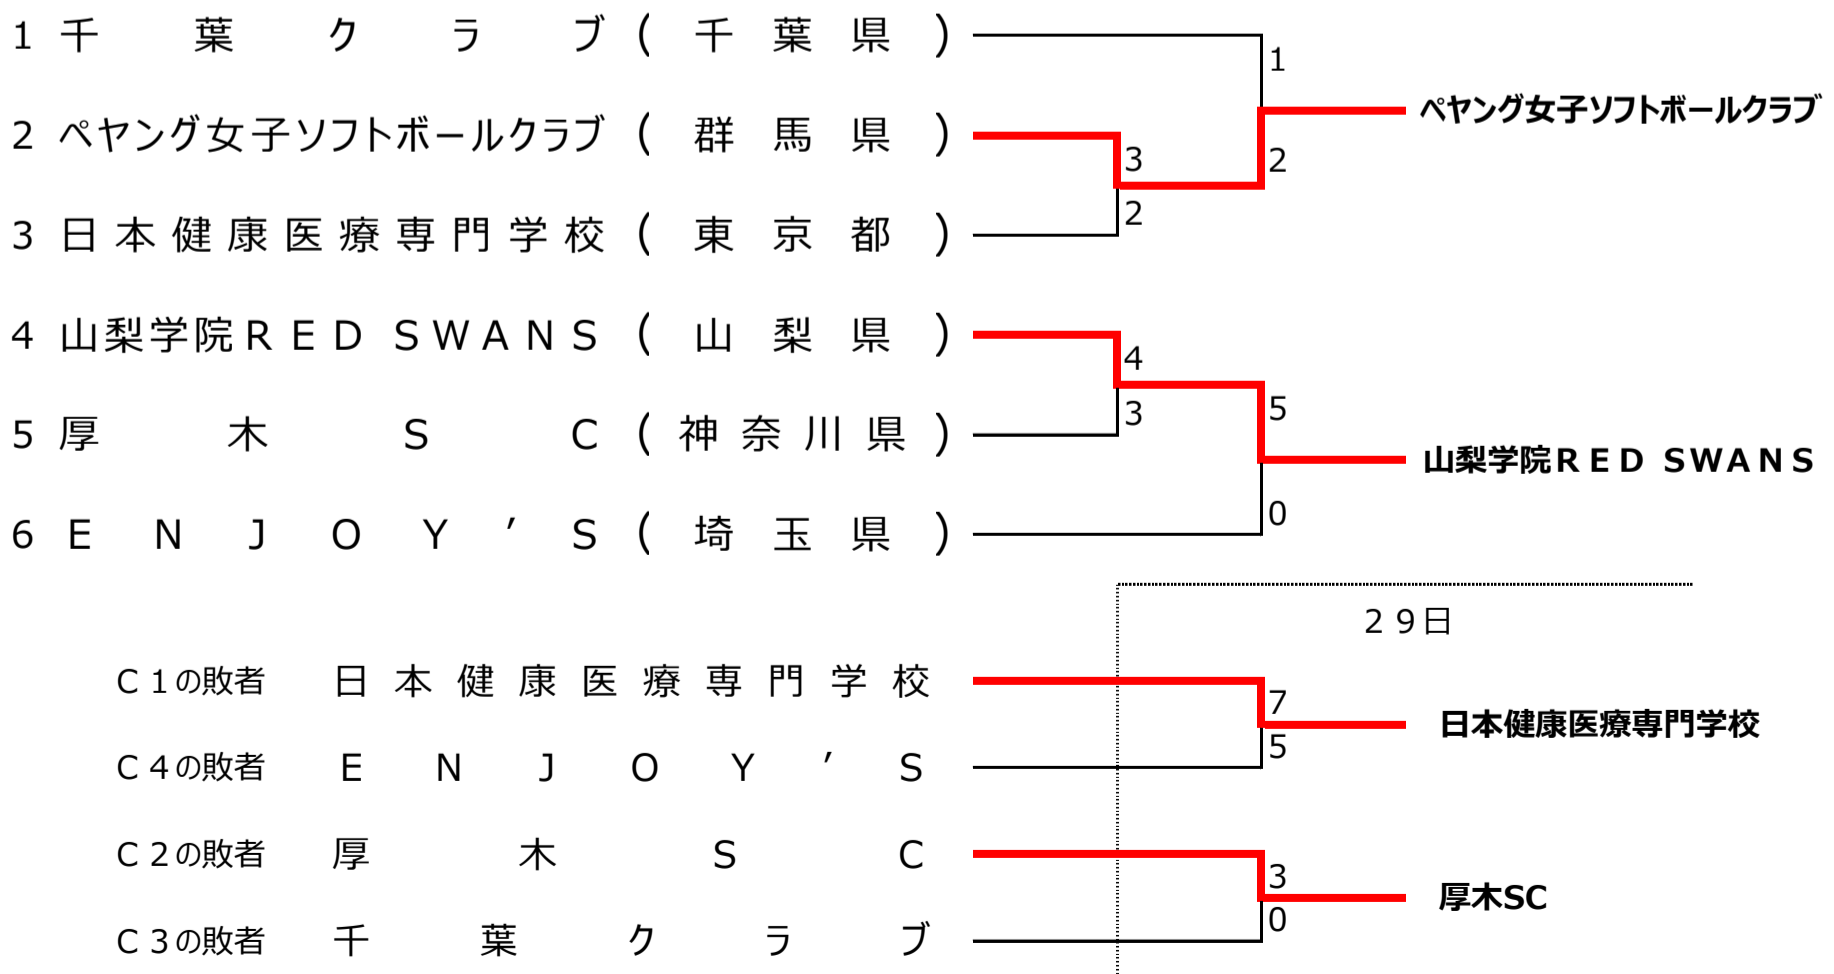 1 千葉クラブ(千葉県)
1
ペヤング女子ソフトボールクラブ
2 ペヤング女子ソフトボールクラブ(群馬県)
3
2
2
3 日本健康医療専門学校(東京都)
4 山梨学院RED SWANS(山梨県)
4
5
3
5 厚木SC(神奈川県)
山梨学院RED SWANS
0
6 ENJOY’S(埼玉県)
29日
C1の敗者 日本健康医療専門学校
7
日本健康医療専門学校
5
C4の敗者 ENJOY’S
C2の敗者 厚木SC
3
厚木SC
0
C3の敗者 千葉クラブ